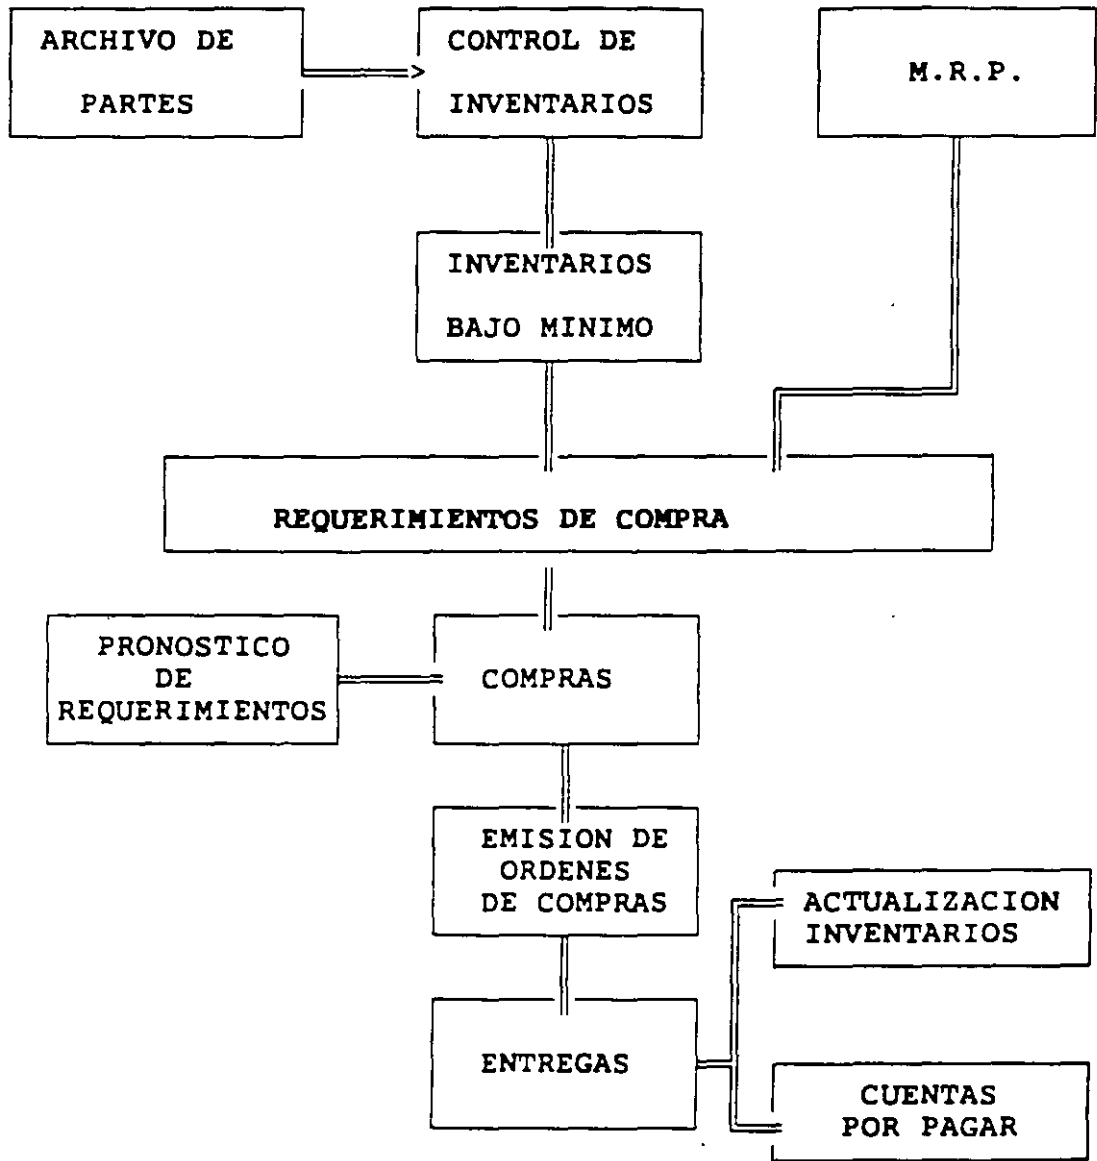 ARCHIVO DE
PARTES
CONTROL DE
INVENTARIOS
M.R.P.
INVENTARIOS
BAJO MINIMO
REQUERIMIENTOS DE COMPRA
PRONOSTICO
DE
REQUERIMIENTOS
COMPRAS
EMISION DE
ORDENES
DE COMPRAS
ACTUALIZACION
INVENTARIOS
ENTREGAS
CUENTAS
POR PAGAR